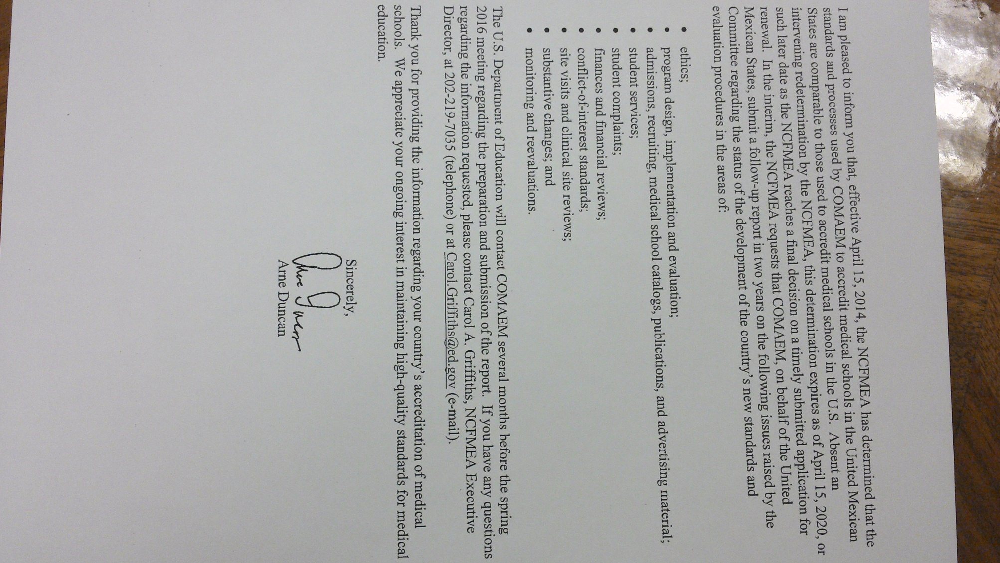 I am pleased to inform you that, effective April 15, 2014, the NCFMEA has determined that the
standards and processes used by COMAEM to accredit medical schools in the United Mexican
States are comparable to those used to accredit medical schools in the U.S.  Absent an
intervening redetermination by the NCFMEA, this determination expires as of April 15, 2020, or
such later date as the NCFMEA reaches a final decision on a timely submitted application for
renewal.  In the interim, the NCFMEA requests that COMAEM, on behalf of the United
Mexican States, submit a follow-up report in two years on the following issues raised by the
Committee regarding the status of the development of the country's new standards and
evaluation procedures in the areas of:
• ethics;
• program design, implementation and evaluation;
• admissions, recruiting, medical school catalogs, publications, and advertising material;
• student services;
• student complaints;
• finances and financial reviews;
• conflict-of-interest standards;
• site visits and clinical site reviews;
• substantive changes; and
• monitoring and reevaluations.
The U.S. Department of Education will contact COMAEM several months before the spring
2016 meeting regarding the preparation and submission of the report.  If you have any questions
regarding the information requested, please contact Carol A. Griffiths, NCFMEA Executive
Director, at 202-219-7035 (telephone) or at Carol.Griffiths@ed.gov (e-mail).
Thank you for providing the information regarding your country's accreditation of medical
schools.  We appreciate your ongoing interest in maintaining high-quality standards for medical
education.
Sincerely,
Arne Duncan
Arne Duncan